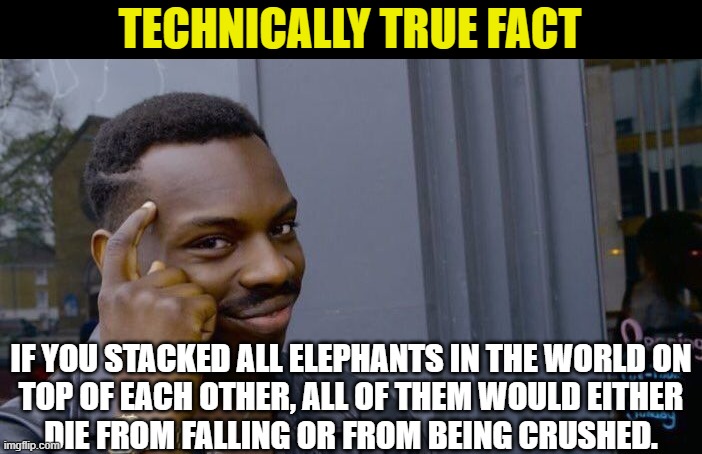 TECHNICALLY TRUE FACT
IF YOU STACKED ALL ELEPHANTS IN THE WORLD ON
TOP OF EACH OTHER, ALL OF THEM WOULD EITHER
DIE FROM FALLING OR FROM BEING CRUSHED.
imgflip.com